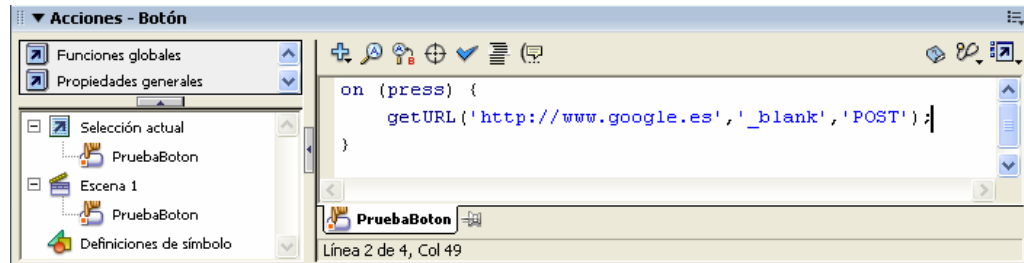 Acciones - Botón
Funciones globales
Propiedades generales
Selección actual
PruebaBoton
Escena 1
PruebaBoton
Definiciones de símbolo
on (press) {
getURL('http://www.google.es','_blank','POST');
}
PruebaBoton
Línea 2 de 4, Col 49